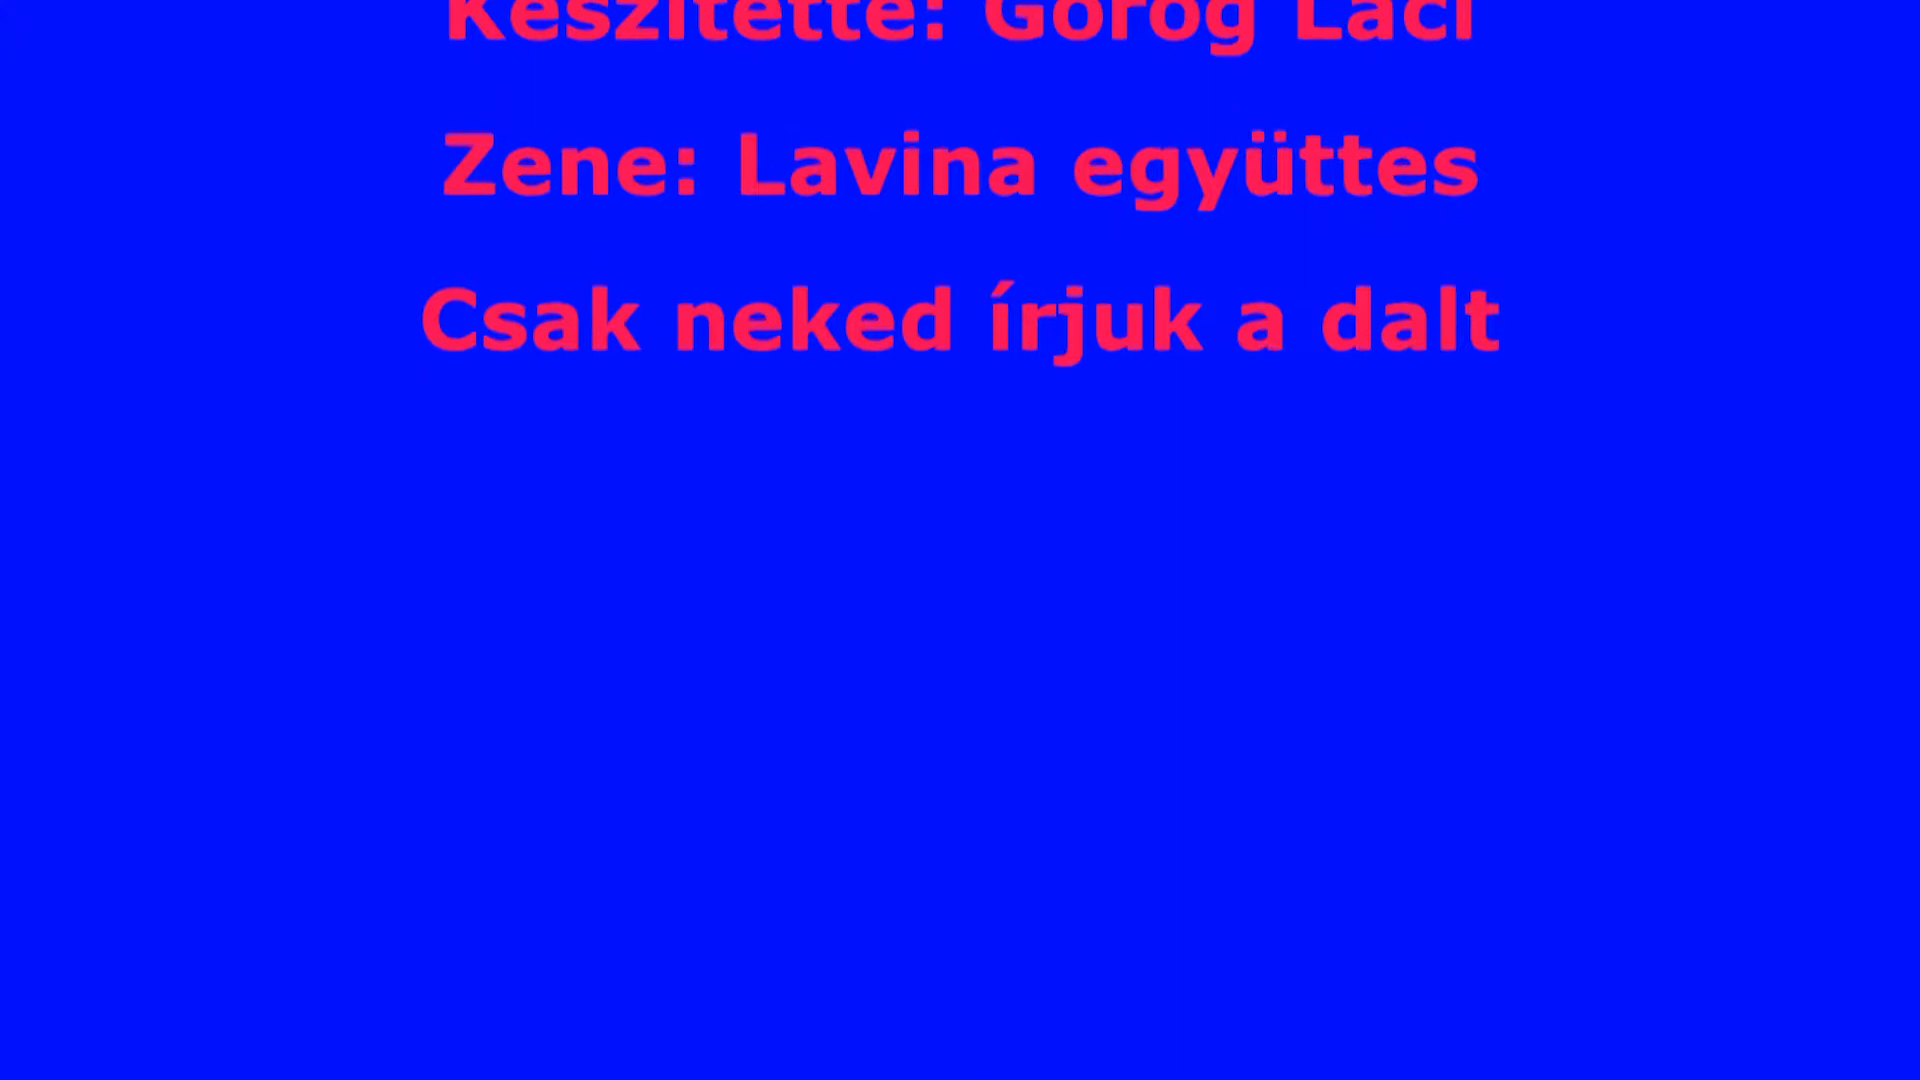 Készítette: Görög Laci
Zene: Lavina együttes
Csak neked írjuk a dalt